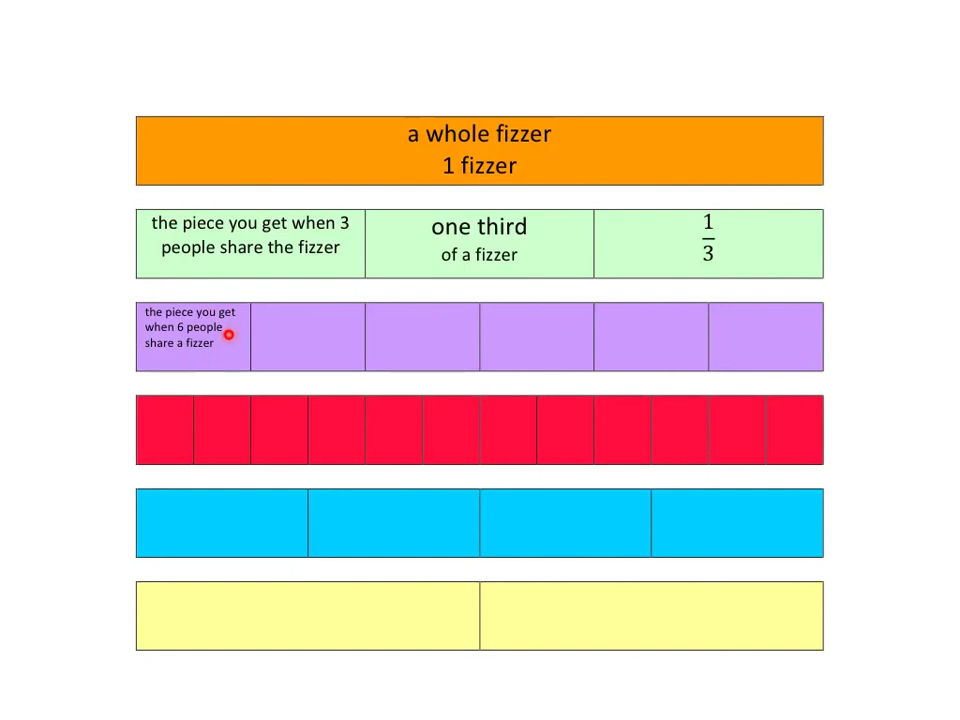 a whole fizzer
1 fizzer
the piece you get when 3
people share the fizzer
one third
of a fizzer
1
3
the piece you get
when 6 people
share a fizzer